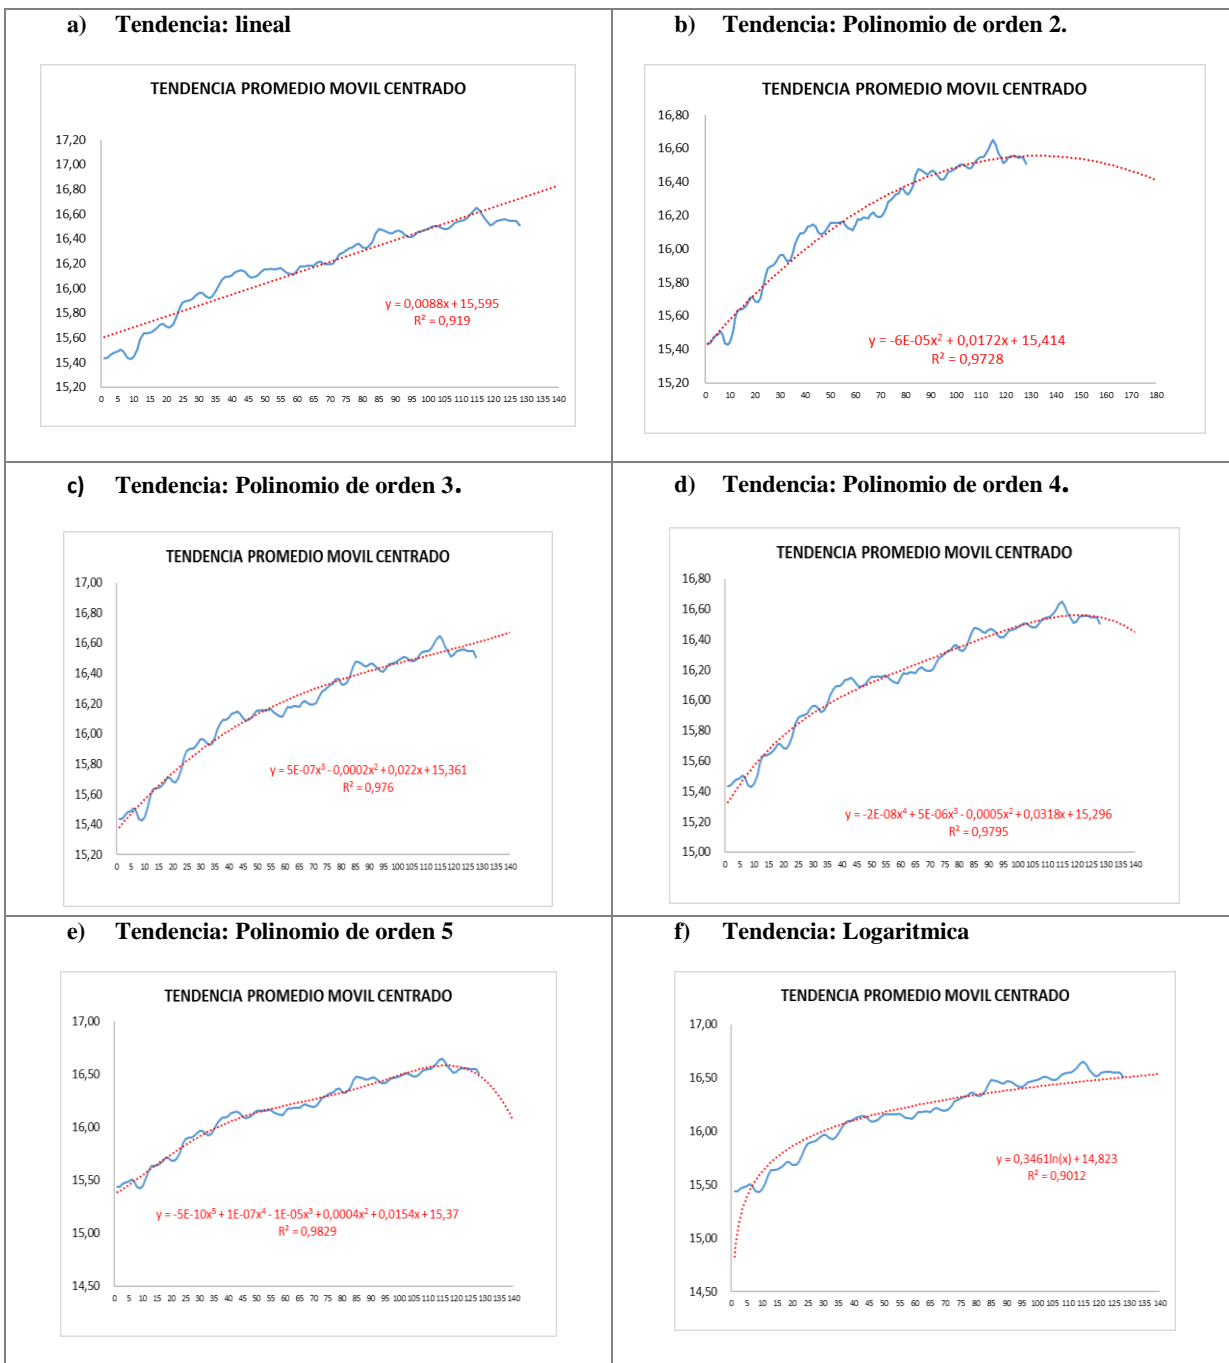 a) Tendencia: lineal
TENDENCIA PROMEDIO MOVIL CENTRADO
17,20
17,00
16,80
16,60
16,40
16,20
16,00
15,80
15,60
15,40
15,20
y = 0,0088x + 15,595
R² = 0,919
0 5 10 15 20 25 30 35 40 45 50 55 60 65 70 75 80 85 90 95 100 105 110 115 120 125 130 135 140
b) Tendencia: Polinomio de orden 2.
TENDENCIA PROMEDIO MOVIL CENTRADO
16,80
16,60
16,40
16,20
16,00
15,80
15,60
15,40
15,20
y = -6E-05x² + 0,0172x + 15,414
R² = 0,9728
0 10 20 30 40 50 60 70 80 90 100 110 120 130 140 150 160 170 180
c) Tendencia: Polinomio de orden 3.
TENDENCIA PROMEDIO MOVIL CENTRADO
17,00
16,80
16,60
16,40
16,20
16,00
15,80
15,60
15,40
15,20
y = 5E-07x³ - 0,0002x² + 0,022x + 15,361
R² = 0,976
0 5 10 15 20 25 30 35 40 45 50 55 60 65 70 75 80 85 90 95 100 105 110 115 120 125 130 135 140
d) Tendencia: Polinomio de orden 4.
TENDENCIA PROMEDIO MOVIL CENTRADO
16,80
16,60
16,40
16,20
16,00
15,80
15,60
15,40
15,20
15,00
y = -2E-08x⁴ + 5E-06x³ - 0,0005x² + 0,0318x + 15,296
R² = 0,9795
0 5 10 15 20 25 30 35 40 45 50 55 60 65 70 75 80 85 90 95 100 105 110 115 120 125 130 135 140
e) Tendencia: Polinomio de orden 5
TENDENCIA PROMEDIO MOVIL CENTRADO
17,00
16,50
16,00
15,50
15,00
14,50
y = -5E-10x⁵ + 1E-07x⁴ - 1E-05x³ + 0,0004x² + 0,0154x + 15,37
R² = 0,9829
0 5 10 15 20 25 30 35 40 45 50 55 60 65 70 75 80 85 90 95 100 105 110 115 120 125 130 135 140
f) Tendencia: Logaritmica
TENDENCIA PROMEDIO MOVIL CENTRADO
17,00
16,50
16,00
15,50
15,00
14,50
y = 0,3461ln(x) + 14,823
R² = 0,9012
0 5 10 15 20 25 30 35 40 45 50 55 60 65 70 75 80 85 90 95 100 105 110 115 120 125 130 135 140